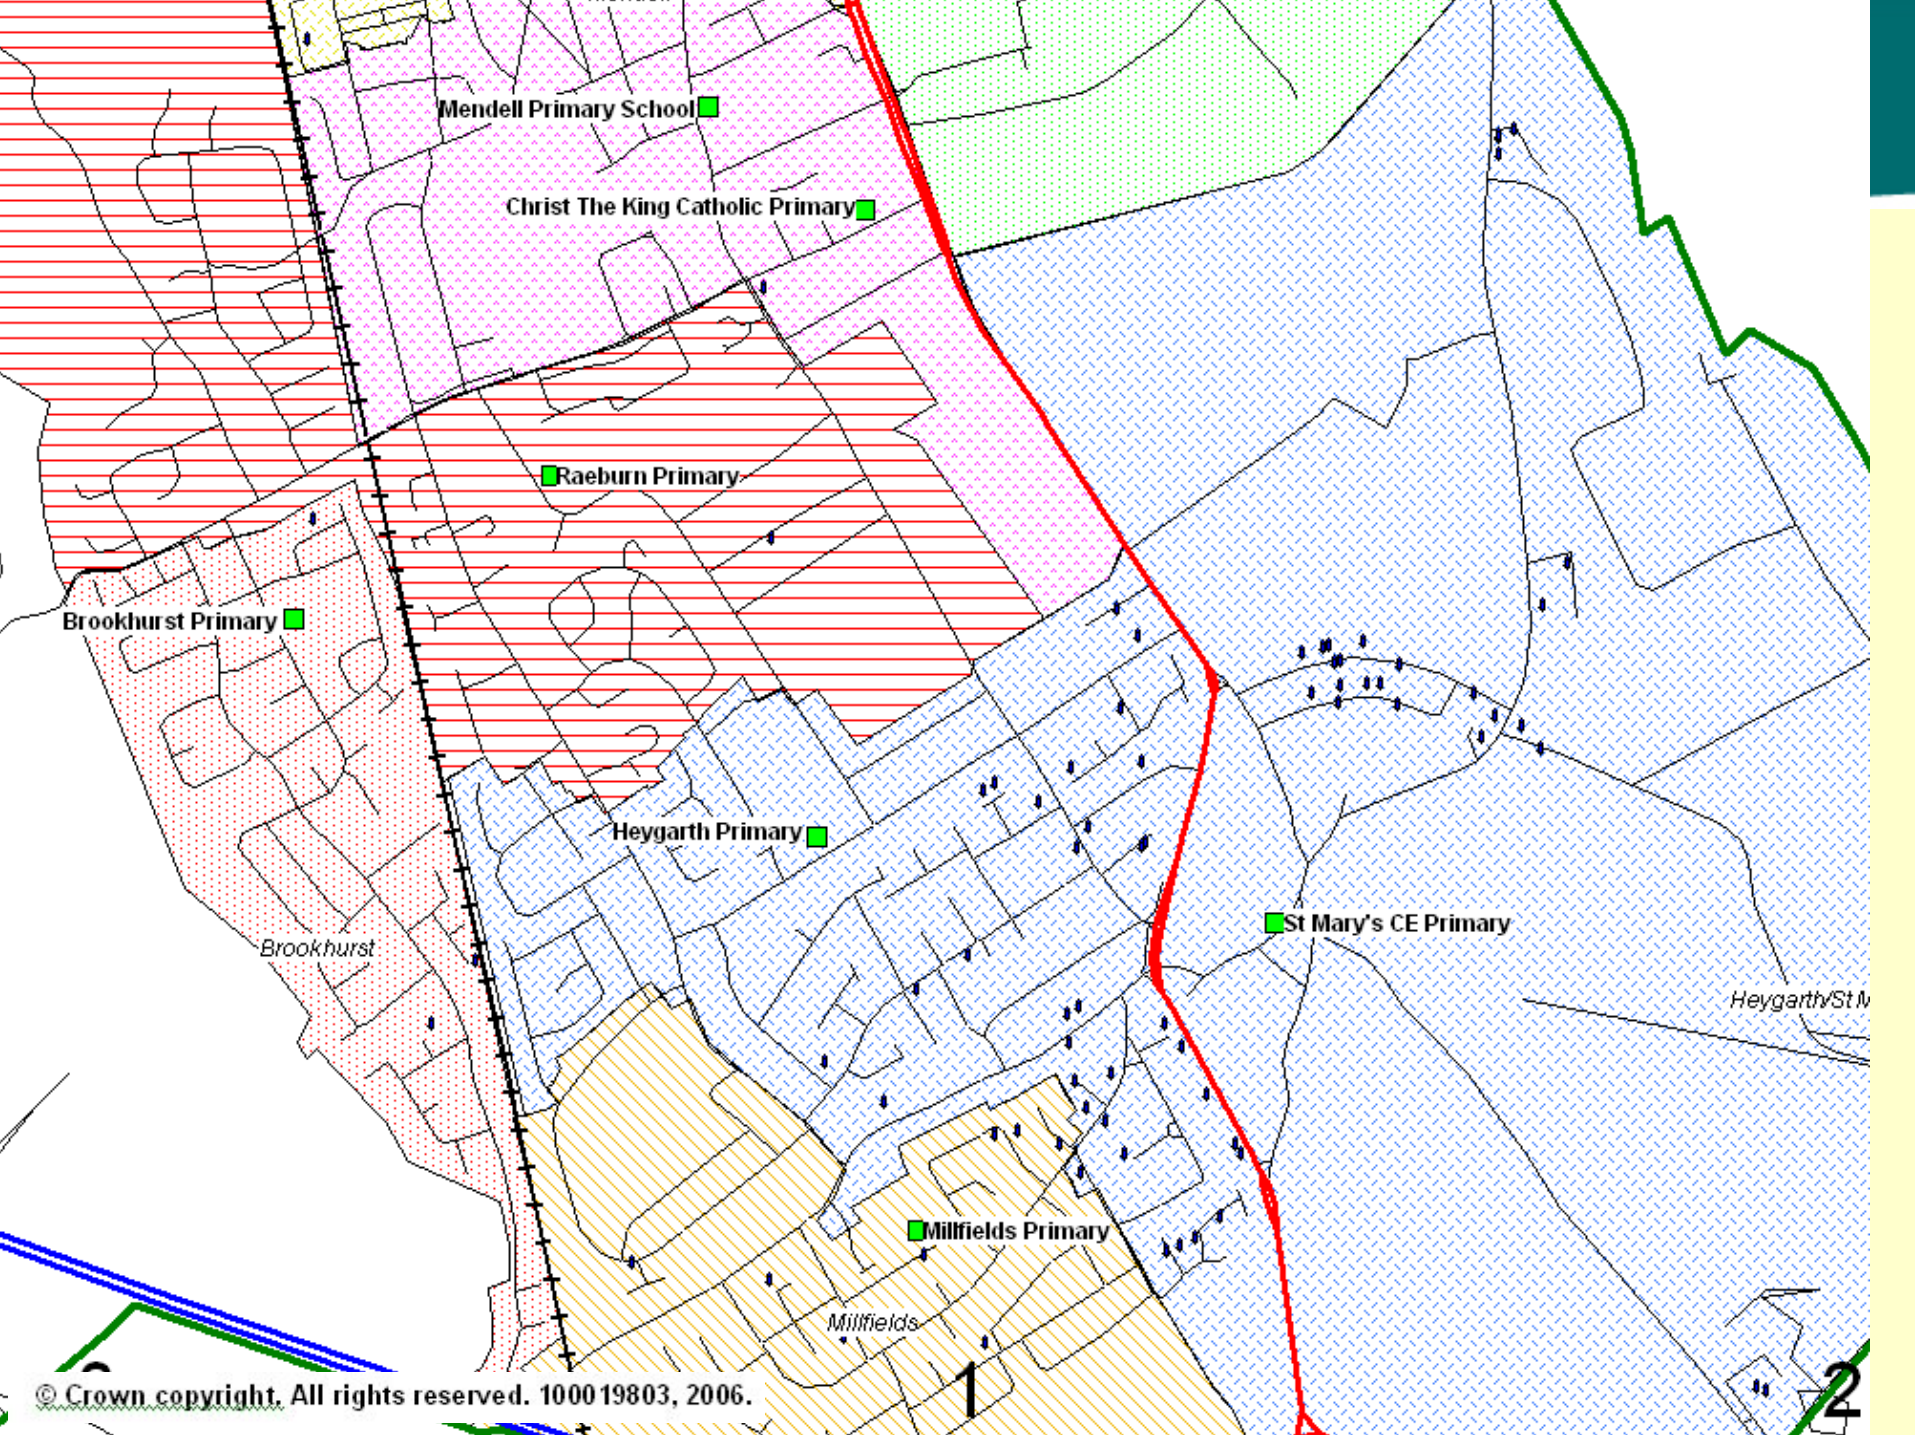 Mendell Primary School
Christ The King Catholic Primary
Raeburn Primary
Brookhurst Primary
Heygarth Primary
St Mary's CE Primary
Brookhurst
Heygarth/St M
Millfields Primary
Millfields
1
2
© Crown copyright. All rights reserved. 100019803, 2006.